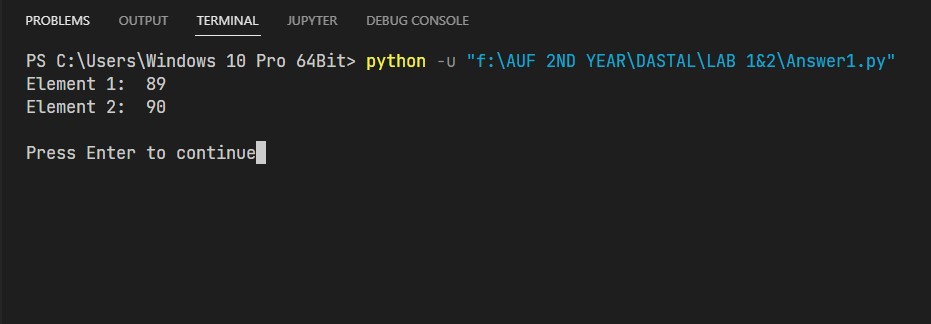 PROBLEMS OUTPUT TERMINAL JUPYTER DEBUG CONSOLE
PS C:\Users\Windows 10 Pro 64Bit> python -u "f:\AUF 2ND YEAR\DASTAL\LAB 1&2\Answer1.py"
Element 1:  89
Element 2:  90
Press Enter to continue